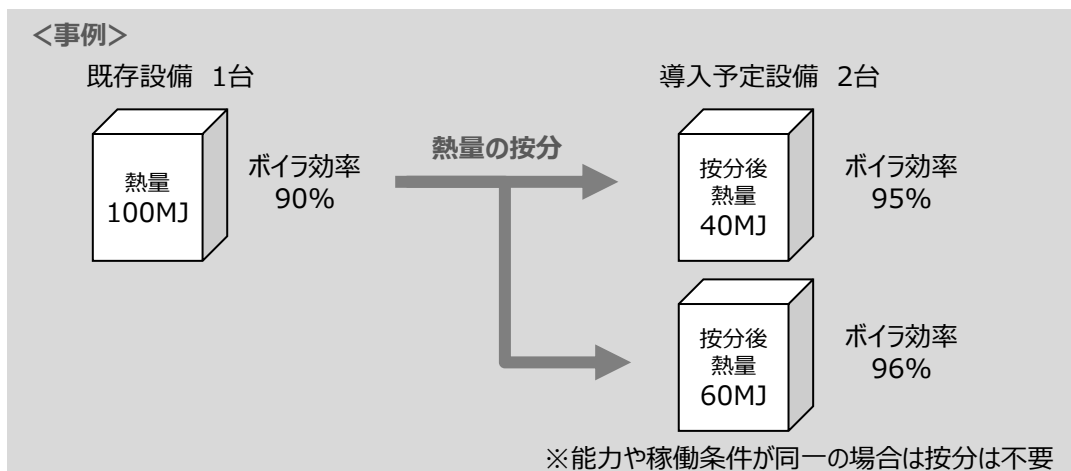 ＜事例＞
既存設備 1台
導入予定設備 2台
熱量
100MJ
ボイラ効率
90%
熱量の按分
按分後
熱量
40MJ
ボイラ効率
95%
按分後
熱量
60MJ
ボイラ効率
96%
※能力や稼働条件が同一の場合は按分は不要